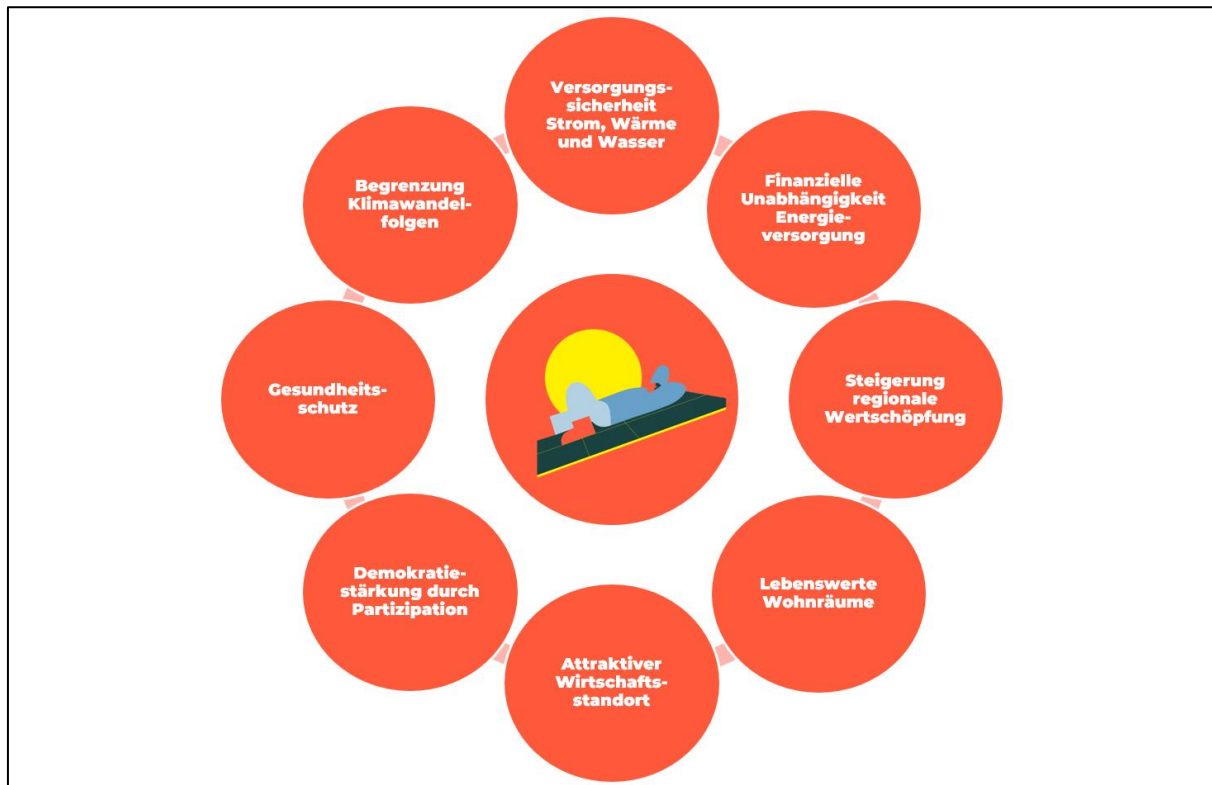 Versorgungs-
sicherheit
Strom, Wärme
und Wasser
Finanzielle
Unabhängigkeit
Energie-
versorgung
Steigerung
regionale
Wertschöpfung
Lebenswerte
Wohnräume
Attraktiver
Wirtschafts-
standort
Demokratie-
stärkung durch
Partizipation
Gesundheits-
schutz
Begrenzung
Klimawandel-
folgen